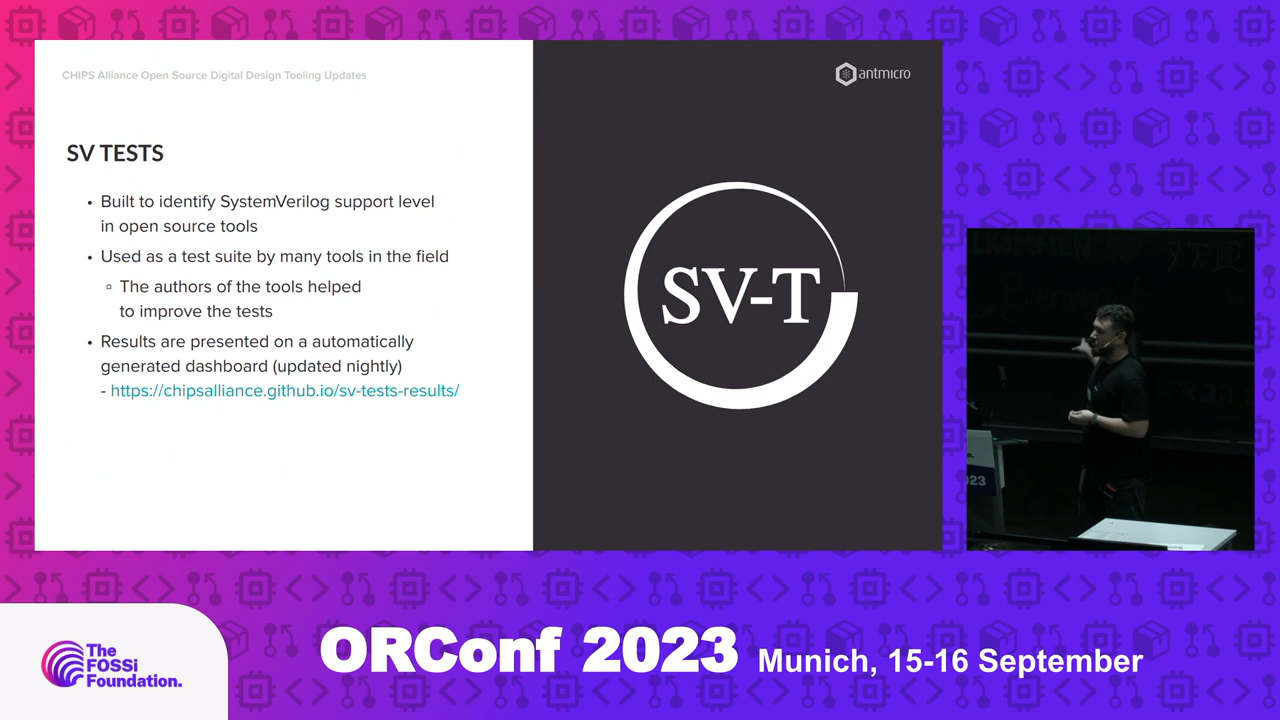 CHIPS Alliance Open Source Digital Design Tooling Updates
antmicro
SV TESTS
• Built to identify SystemVerilog support level
in open source tools
• Used as a test suite by many tools in the field
▫ The authors of the tools helped
to improve the tests
• Results are presented on a automatically
generated dashboard (updated nightly)
- https://chipsalliance.github.io/sv-tests-results/
SV-T
23
The
FOSSi
Foundation.
ORConf 2023 Munich, 15-16 September